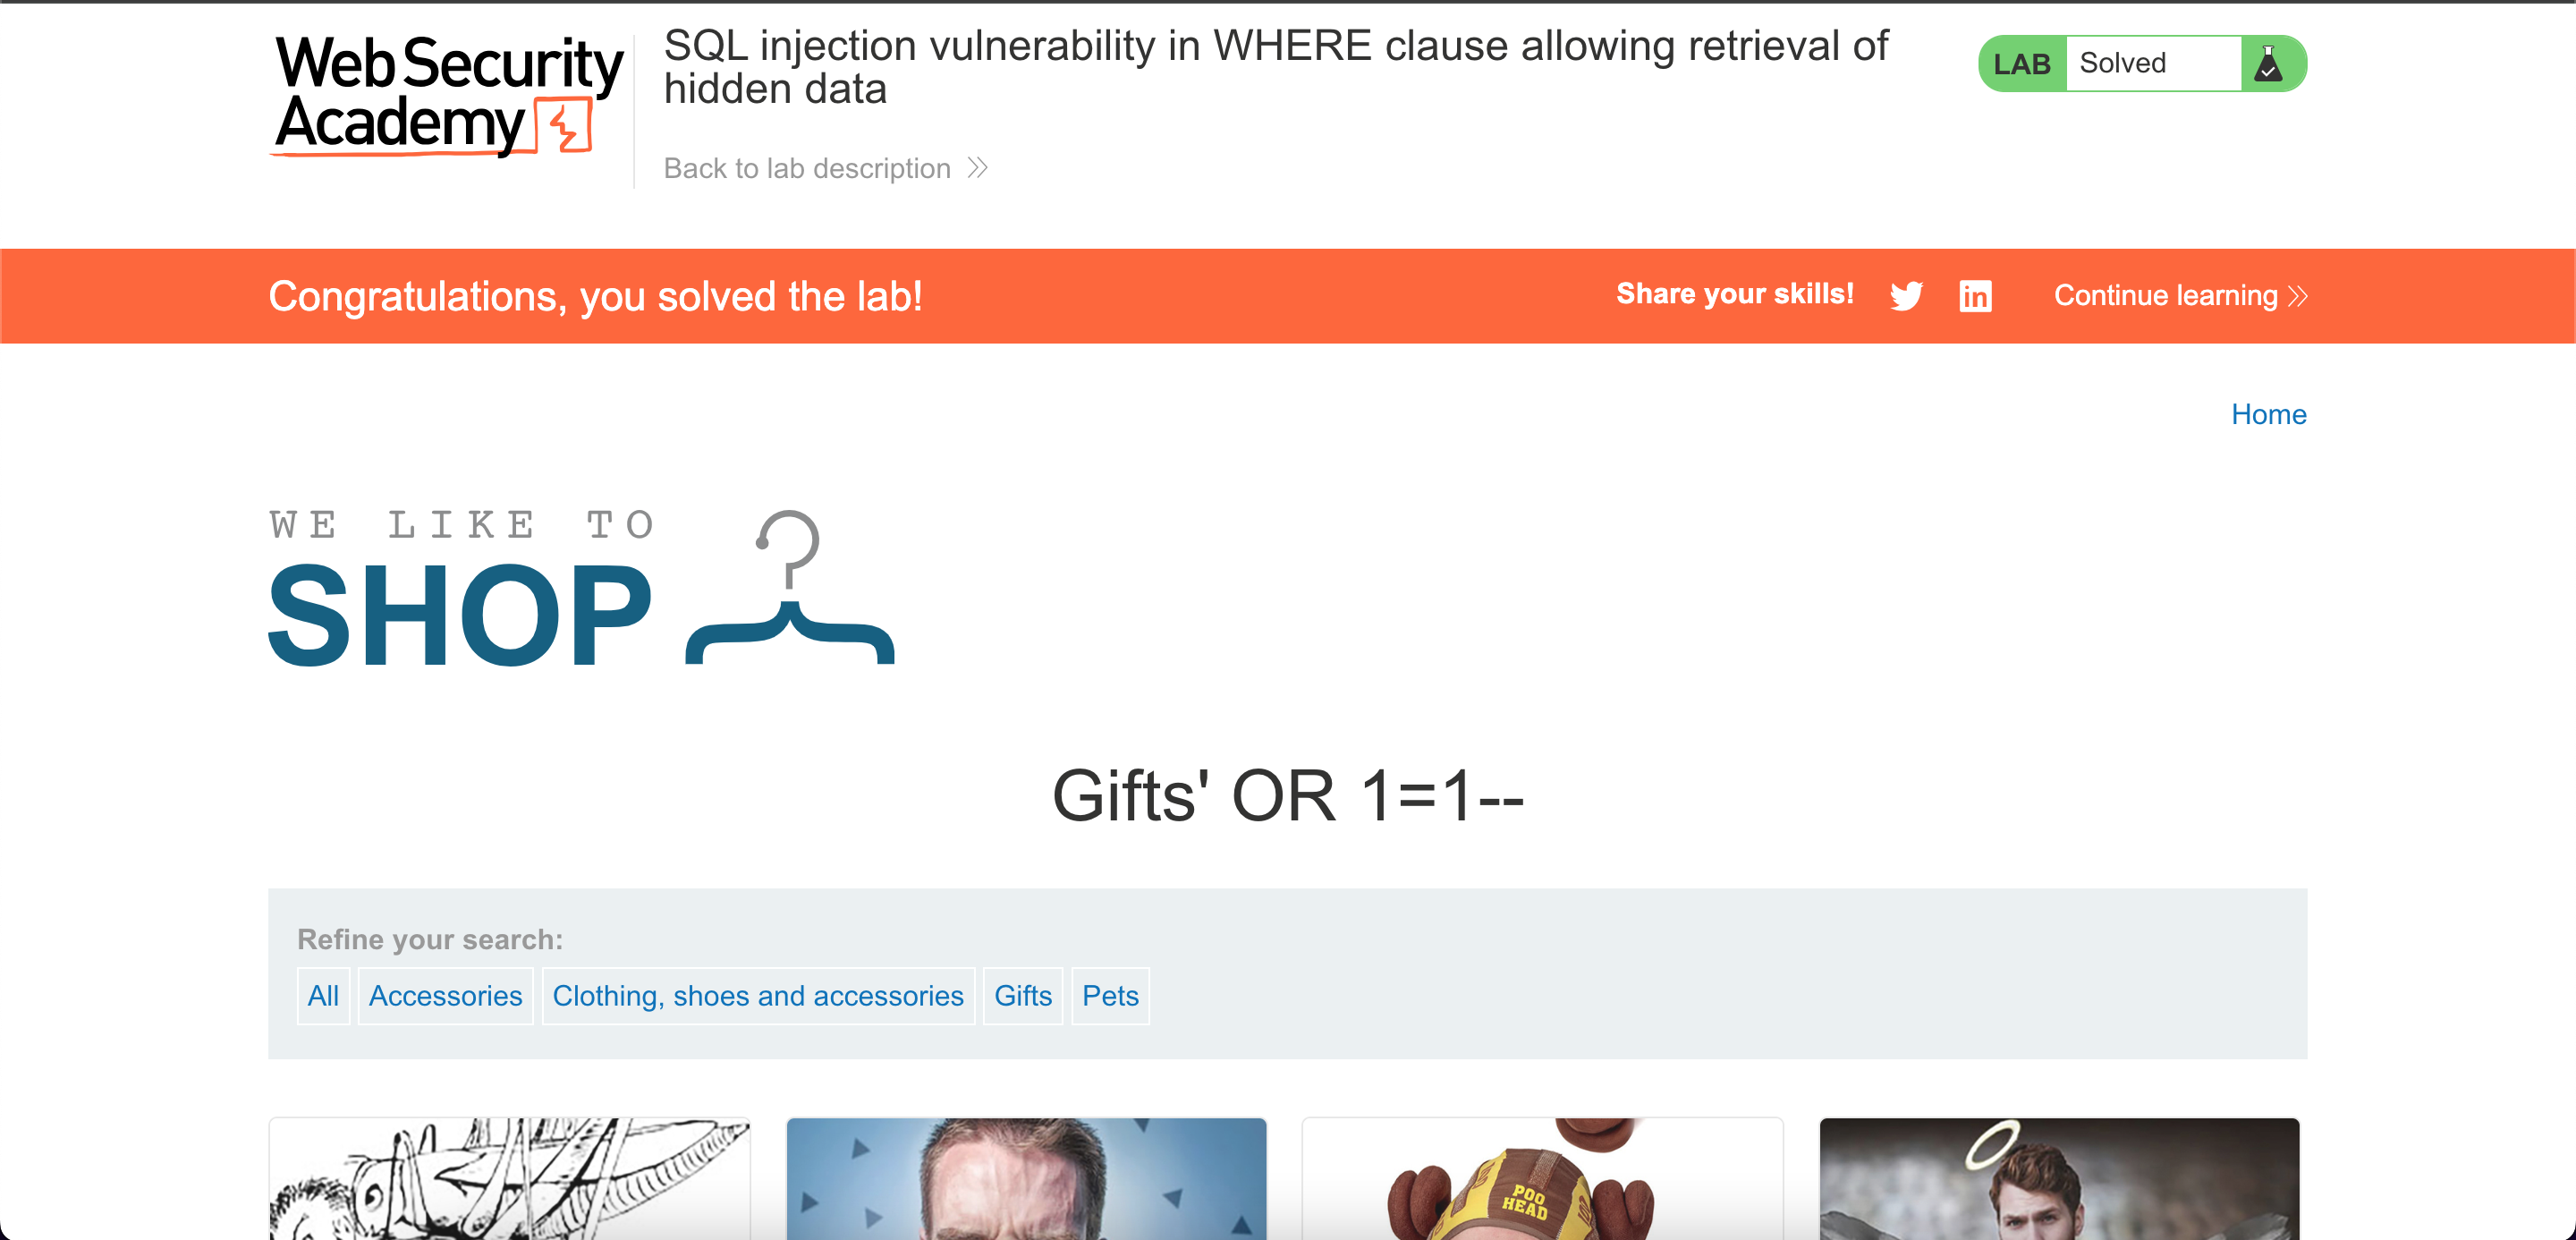 Web Security
Academy
SQL injection vulnerability in WHERE clause allowing retrieval of
hidden data
Back to lab description
LAB Solved
Congratulations, you solved the lab!
Share your skills!
in
Continue learning
Home
WE LIKE TO
SHOP
Gifts' OR 1=1--
Refine your search:
All Accessories Clothing, shoes and accessories Gifts Pets
POO
HEAD